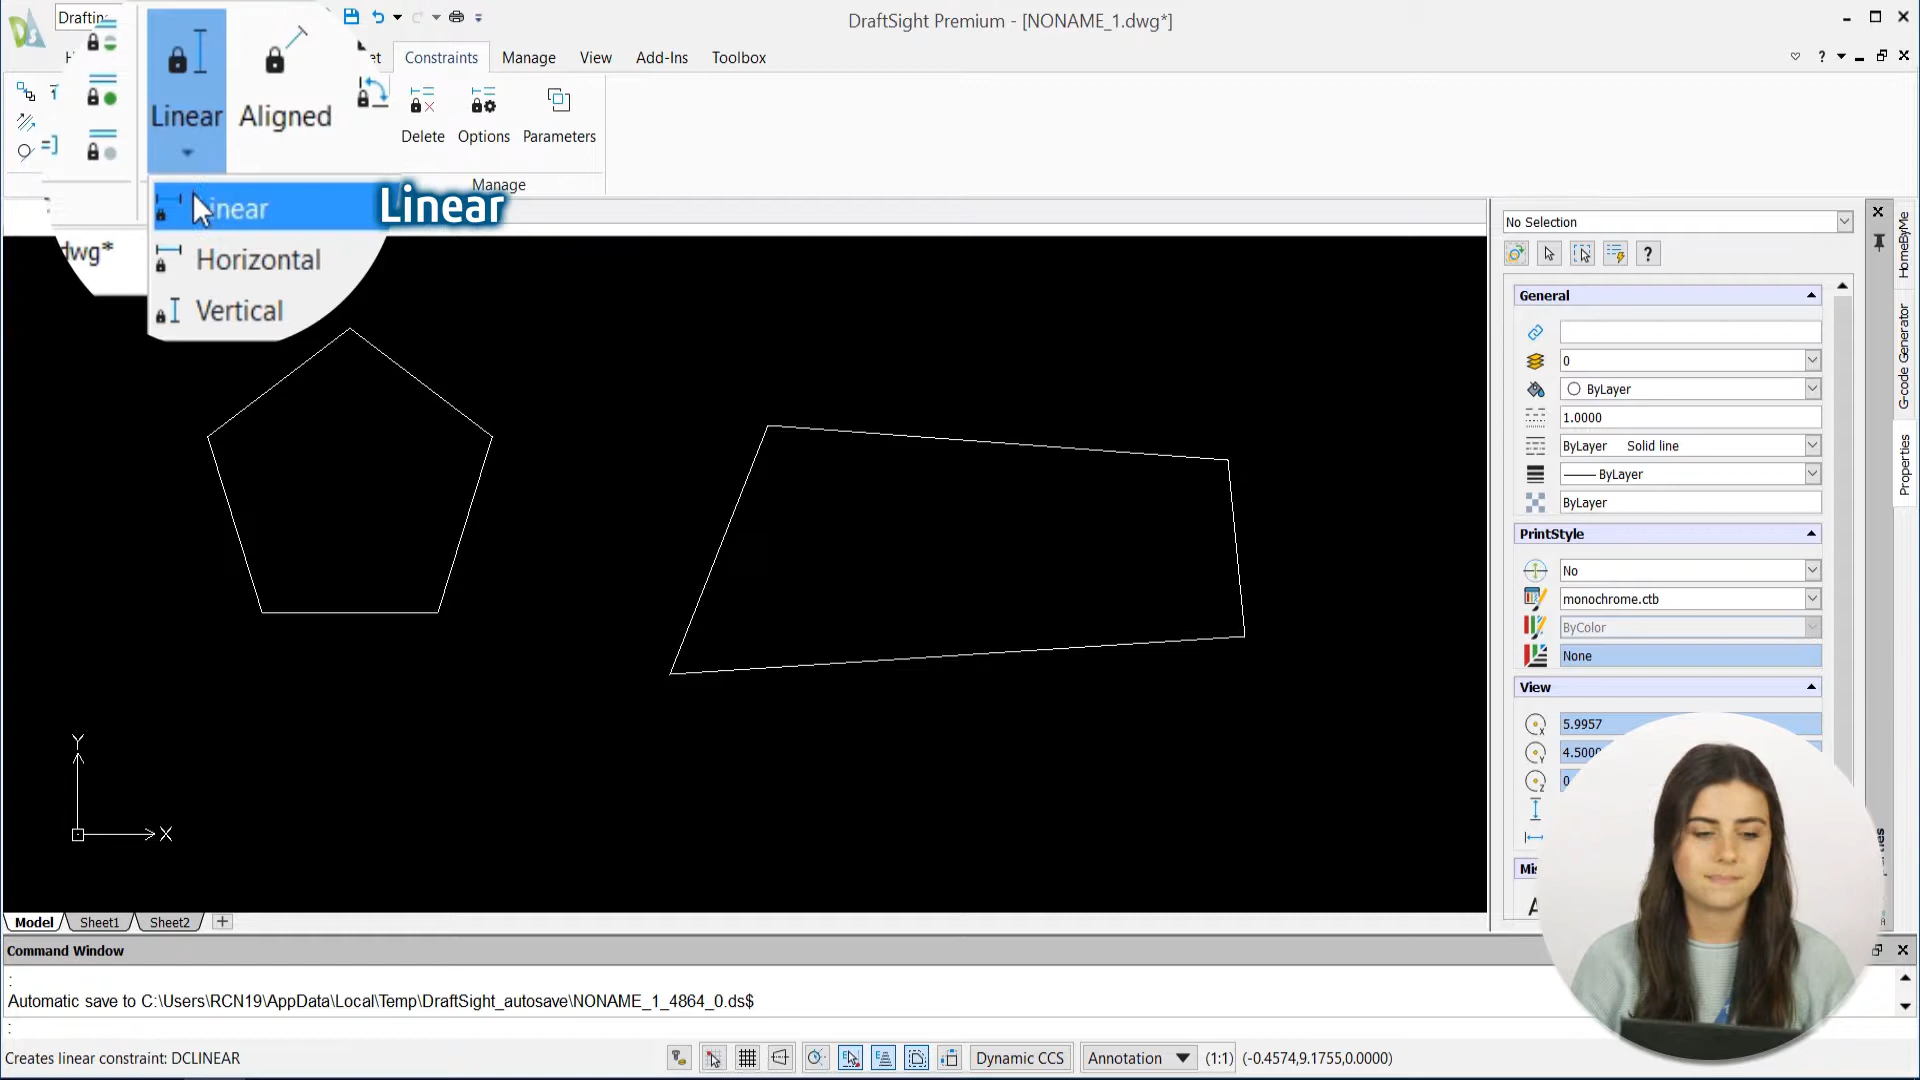 Drafting
DraftSight Premium - [NONAME_1.dwg*]
Constraints
Manage
View
Add-Ins
Toolbox
Linear
Aligned
Delete
Options
Parameters
Manage
Linear
Linear
Horizontal
Vertical
dwg*
No Selection
General
0
ByLayer
1.0000
ByLayer Solid line
ByLayer
ByLayer
PrintStyle
No
monochrome.ctb
ByColor
None
View
5.9957
4.5000
0
HomeByMe
G-code Generator
Properties
Y
X
Model
Sheet1
Sheet2
Command Window
:
Automatic save to C:\Users\RCN19\AppData\Local\Temp\DraftSight_autosave\NONAME_1_4864_0.ds$
:
Creates linear constraint: DCLINEAR
Dynamic CCS
Annotation
(1:1)
(-0.4574,9.1755,0.0000)